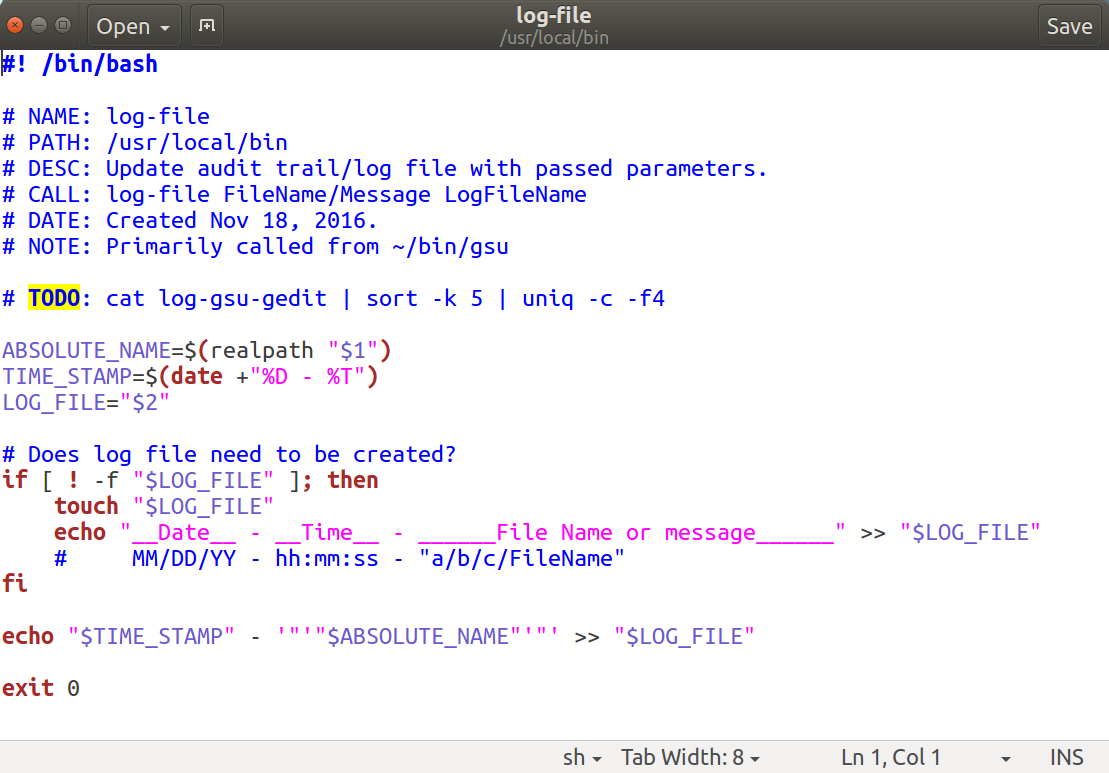 Open
log-file
/usr/local/bin
Save
#! /bin/bash
# NAME: log-file
# PATH: /usr/local/bin
# DESC: Update audit trail/log file with passed parameters.
# CALL: log-file FileName/Message LogFileName
# DATE: Created Nov 18, 2016.
# NOTE: Primarily called from ~/bin/gsu
# TODO: cat log-gsu-gedit | sort -k 5 | uniq -c -f4
ABSOLUTE_NAME=$(realpath "$1")
TIME_STAMP=$(date +"%D - %T")
LOG_FILE="$2"
# Does log file need to be created?
if [ ! -f "$LOG_FILE" ]; then
    touch "$LOG_FILE"
    echo "__Date__ - __Time__ - ______File Name or message______" >> "$LOG_FILE"
    #     MM/DD/YY - hh:mm:ss - "a/b/c/FileName"
fi
echo "$TIME_STAMP" - '"'"$ABSOLUTE_NAME"'"' >> "$LOG_FILE"
exit 0
sh Tab Width: 8 Ln 1, Col 1 INS